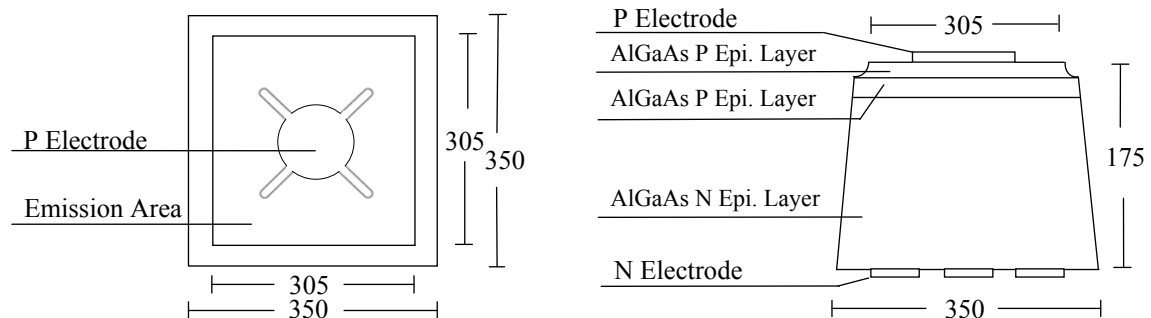 P Electrode
Emission Area
305
350
305
350
P Electrode
AlGaAs P Epi. Layer
AlGaAs P Epi. Layer
AlGaAs N Epi. Layer
N Electrode
305
175
350